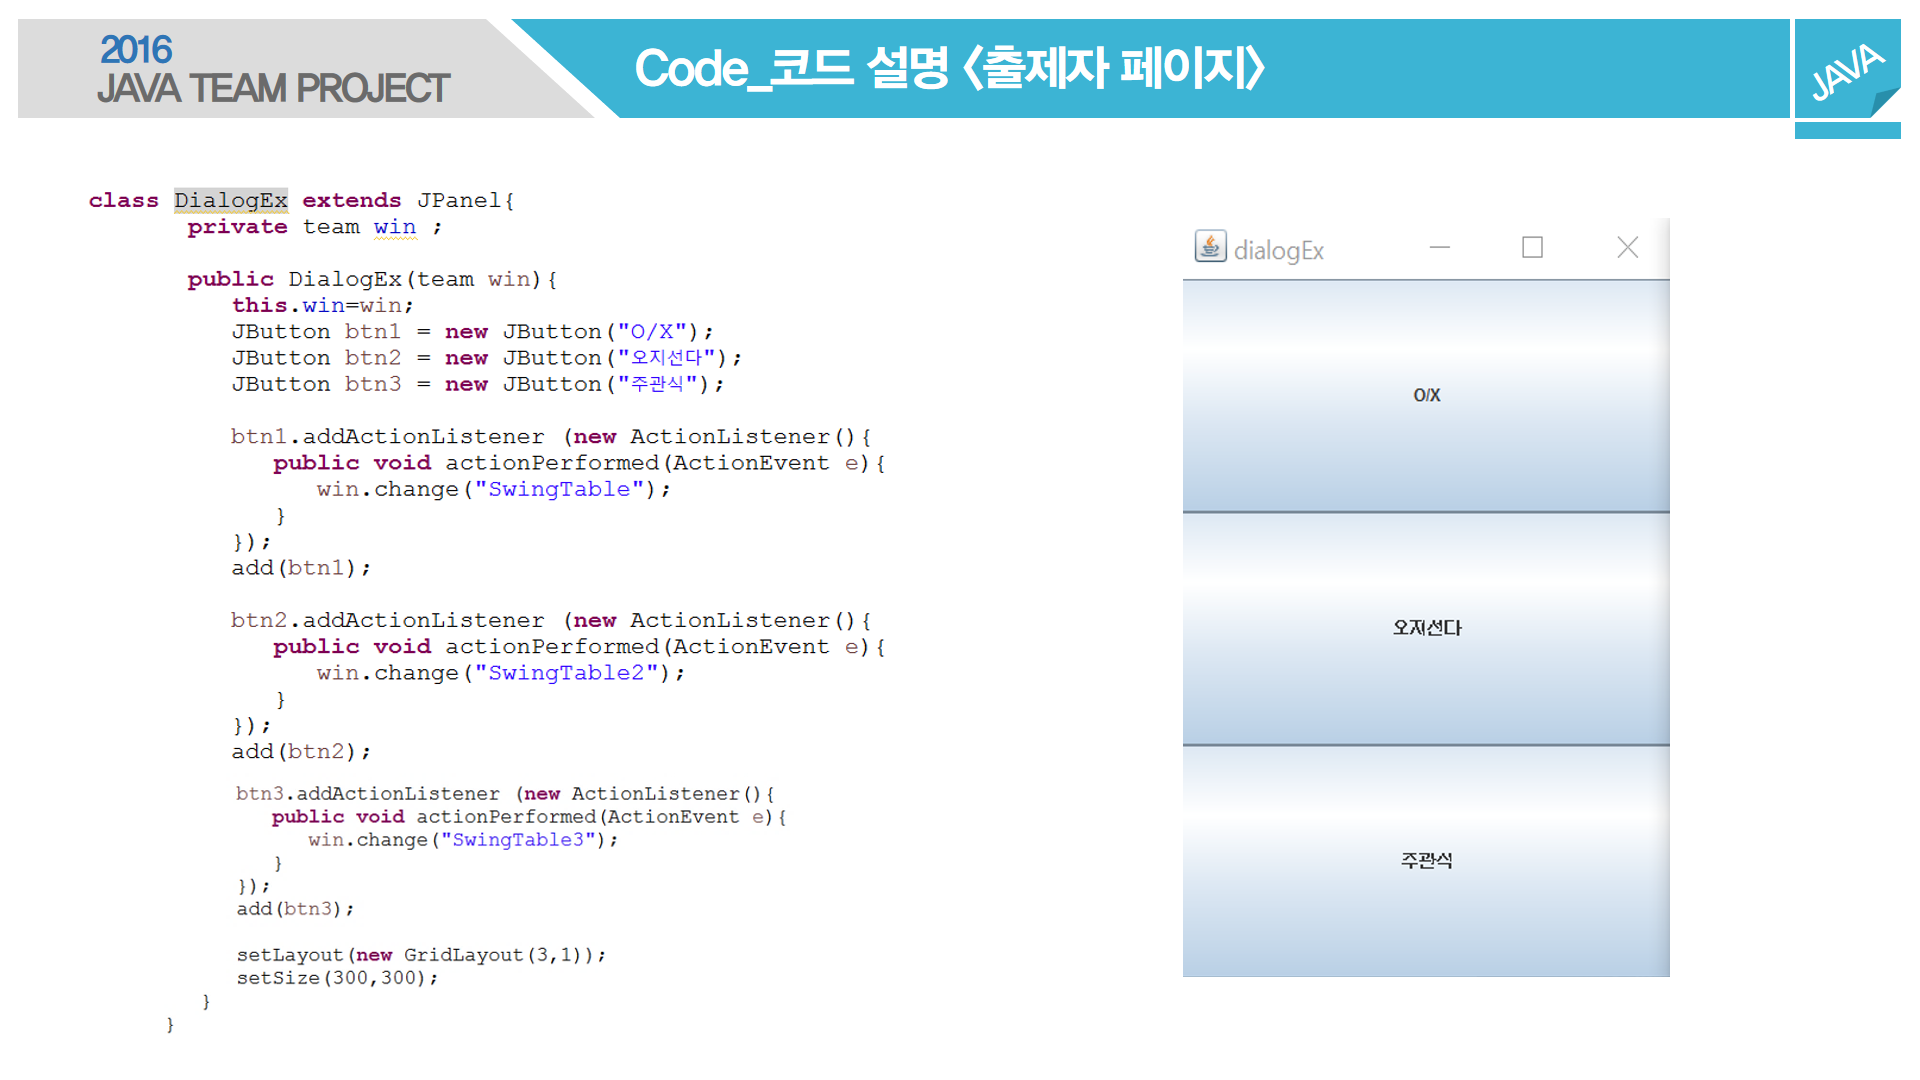 2016
JAVA TEAM PROJECT
Code_코드 설명 <출제자 페이지>
JAVA
class DialogEx extends JPanel{
private team win ;
public DialogEx(team win){
this.win=win;
JButton btn1 = new JButton("O/X");
JButton btn2 = new JButton("오지선다");
JButton btn3 = new JButton("주관식");
btn1.addActionListener (new ActionListener(){
public void actionPerformed(ActionEvent e){
win.change("SwingTable");
}
});
add(btn1);
btn2.addActionListener (new ActionListener(){
public void actionPerformed(ActionEvent e){
win.change("SwingTable2");
}
});
add(btn2);
btn3.addActionListener (new ActionListener(){
public void actionPerformed(ActionEvent e){
win.change("SwingTable3");
}
});
add(btn3);
setLayout(new GridLayout(3,1));
setSize(300,300);
}
}
dialogEx
O/X
오지선다
주관식